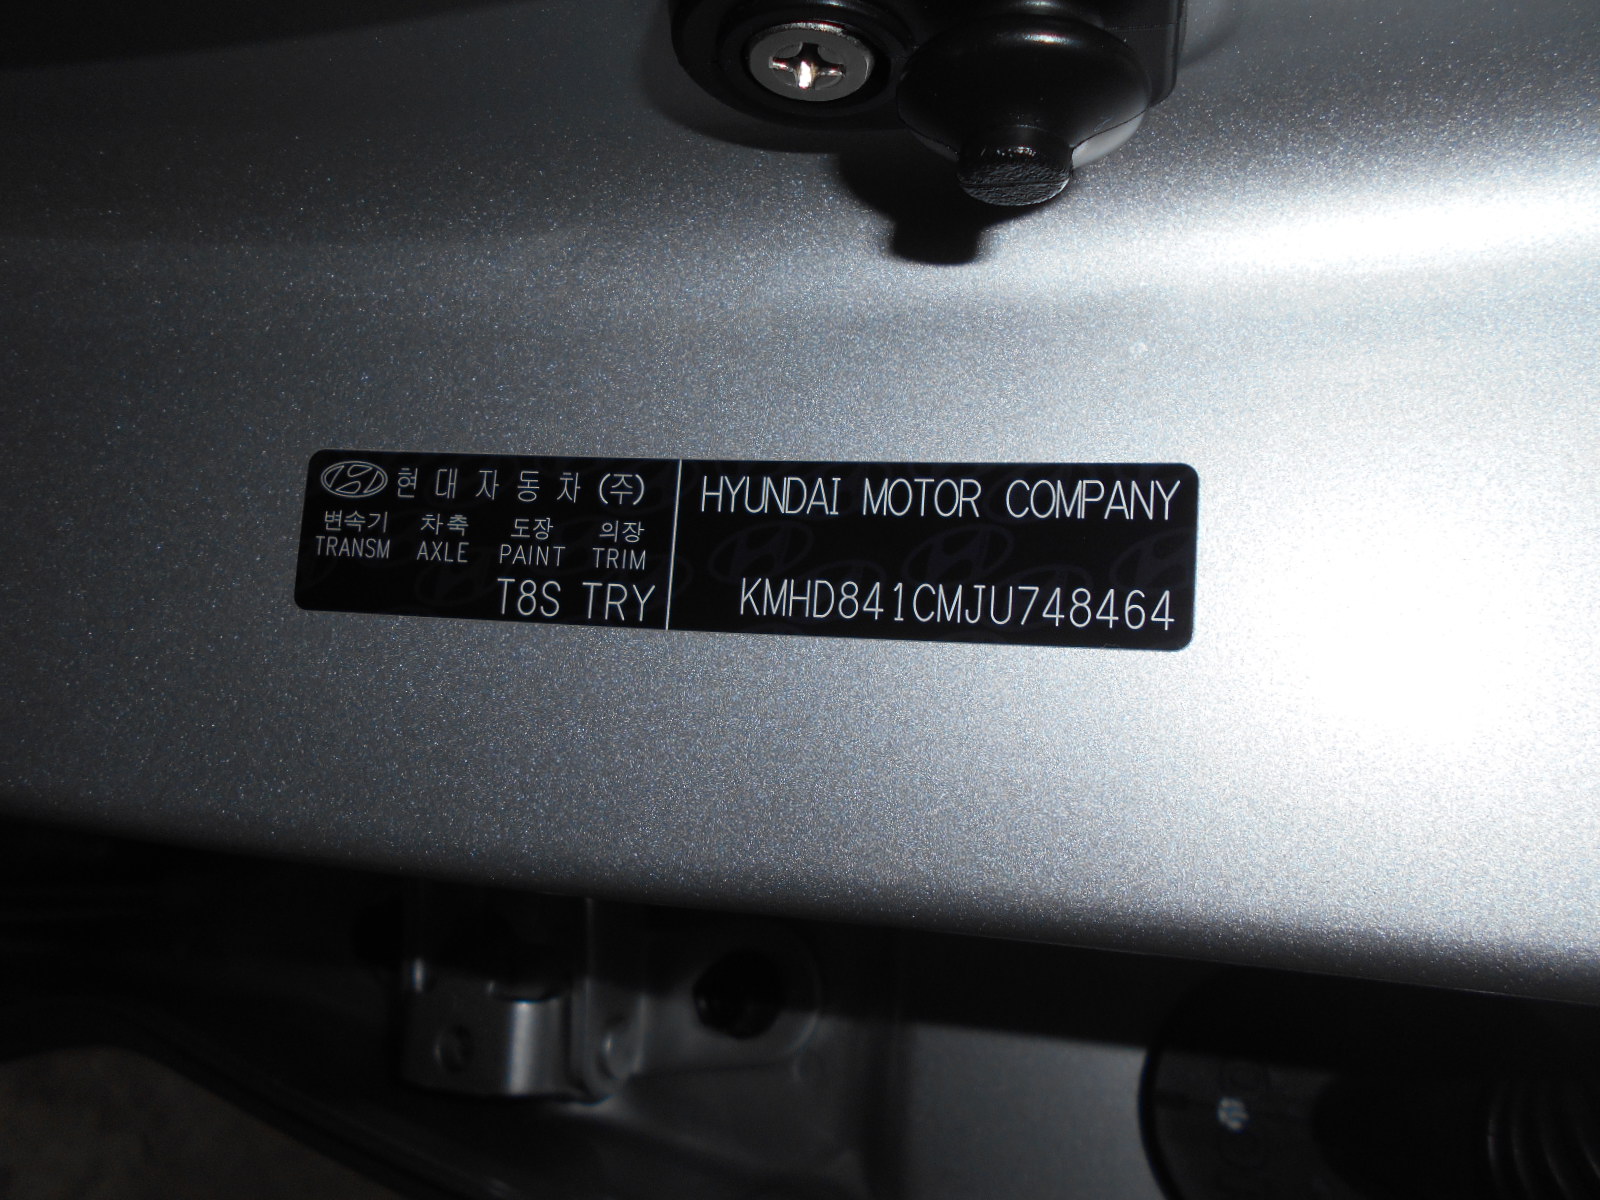 현대자동차(주)
변속기 차축 도장 의장
TRANSM AXLE PAINT TRIM
T8S TRY
HYUNDAI MOTOR COMPANY
KMHD841CMJU748464